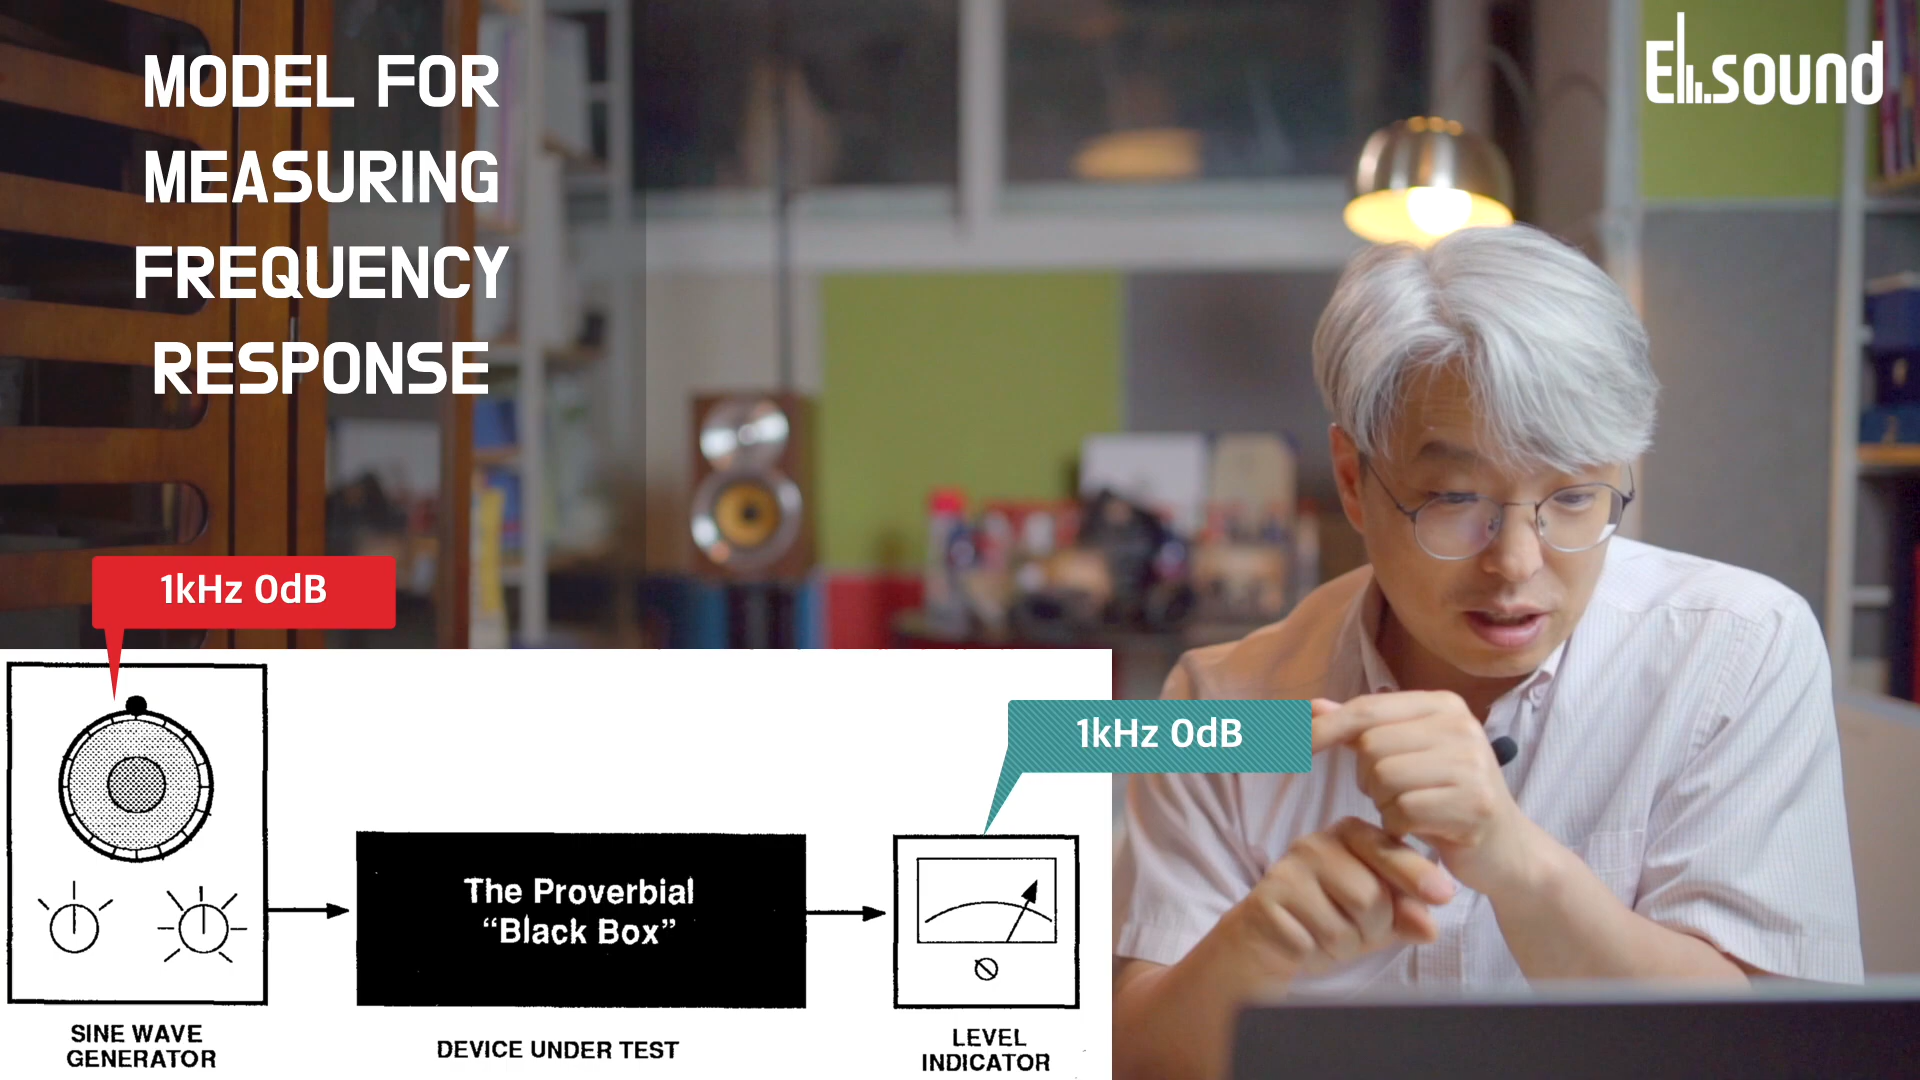 MODEL FOR
MEASURING
FREQUENCY
RESPONSE
El.sound
1kHz 0dB
1kHz 0dB
The Proverbial
“Black Box”
SINE WAVE
GENERATOR
DEVICE UNDER TEST
LEVEL
INDICATOR